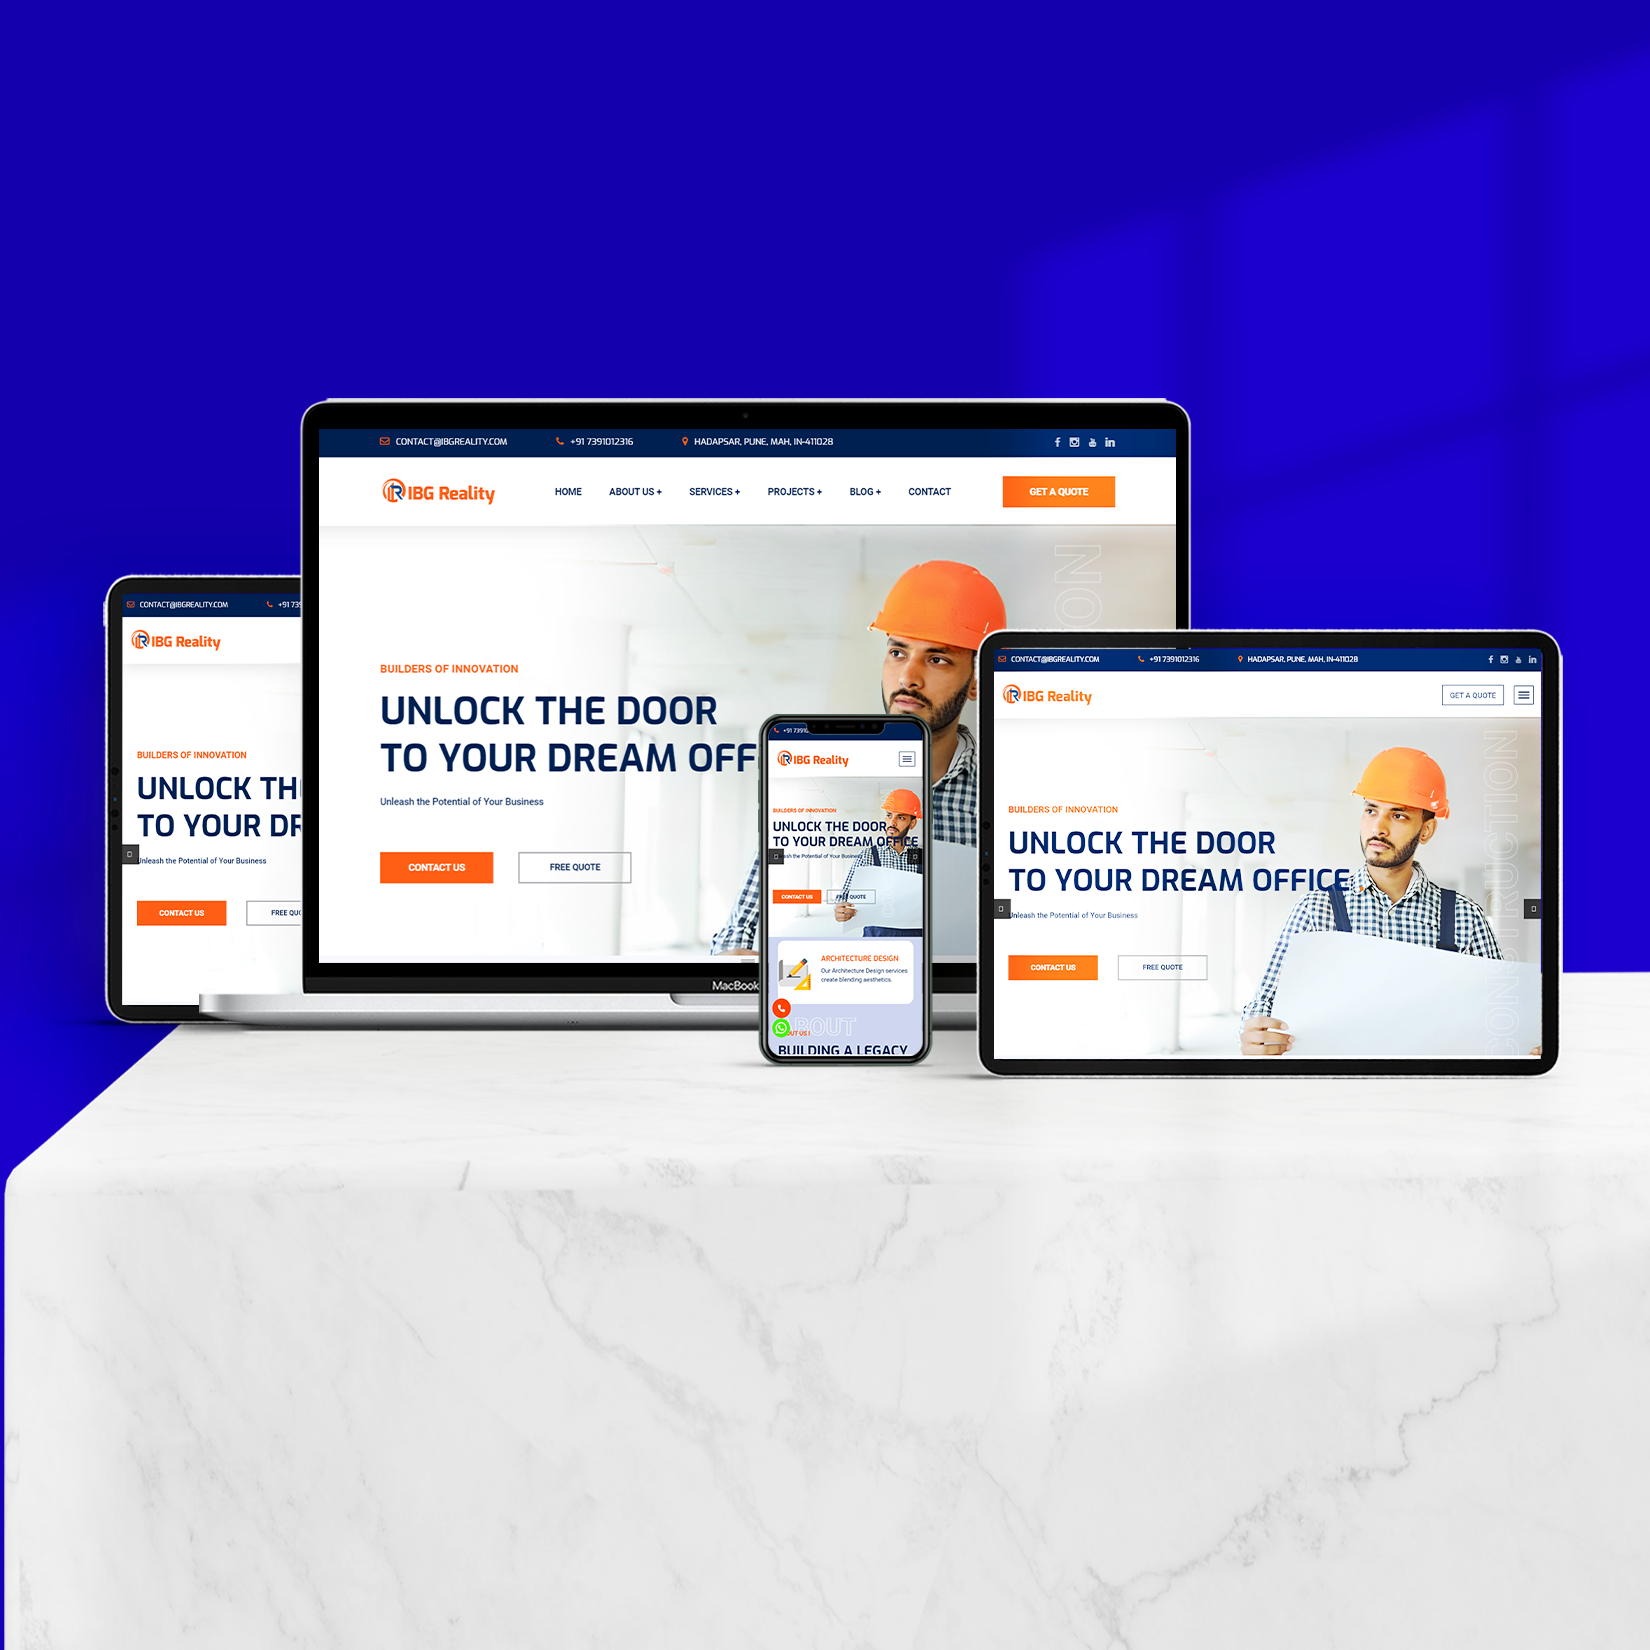 CONTACT@IBGREALITY.COM +91 7391012316 HADAPSAR, PUNE, MAH, IN-411028
IBG Reality HOME ABOUT US + SERVICES + PROJECTS + BLOG + CONTACT GET A QUOTE
BUILDERS OF INNOVATION
UNLOCK THE DOOR
TO YOUR DREAM OFF
Unleash the Potential of Your Business
CONTACT US FREE QUOTE
MacBook
CONTACT@IBGREALITY.COM +91 739
IBG Reality
BUILDERS OF INNOVATION
UNLOCK TH
TO YOUR DR
Unleash the Potential of Your Business
CONTACT US FREE QUO
+91 7391
IBG Reality
BUILDERS OF INNOVATION
UNLOCK THE DOOR
TO YOUR DREAM OFFICE
ash the Potential of Your Business
CONTACT US FREE QUOTE
ARCHITECTURE DESIGN
Our Architecture Design services
create blending aesthetics.
BOUT
OUT US !
BUILDING A LEGACY
CONTACT@IBGREALITY.COM +91 7391012316 HADAPSAR, PUNE, MAH, IN-411028
IBG Reality GET A QUOTE
BUILDERS OF INNOVATION
UNLOCK THE DOOR
TO YOUR DREAM OFFICE
Unleash the Potential of Your Business
CONTACT US FREE QUOTE
CONSTRUCTION